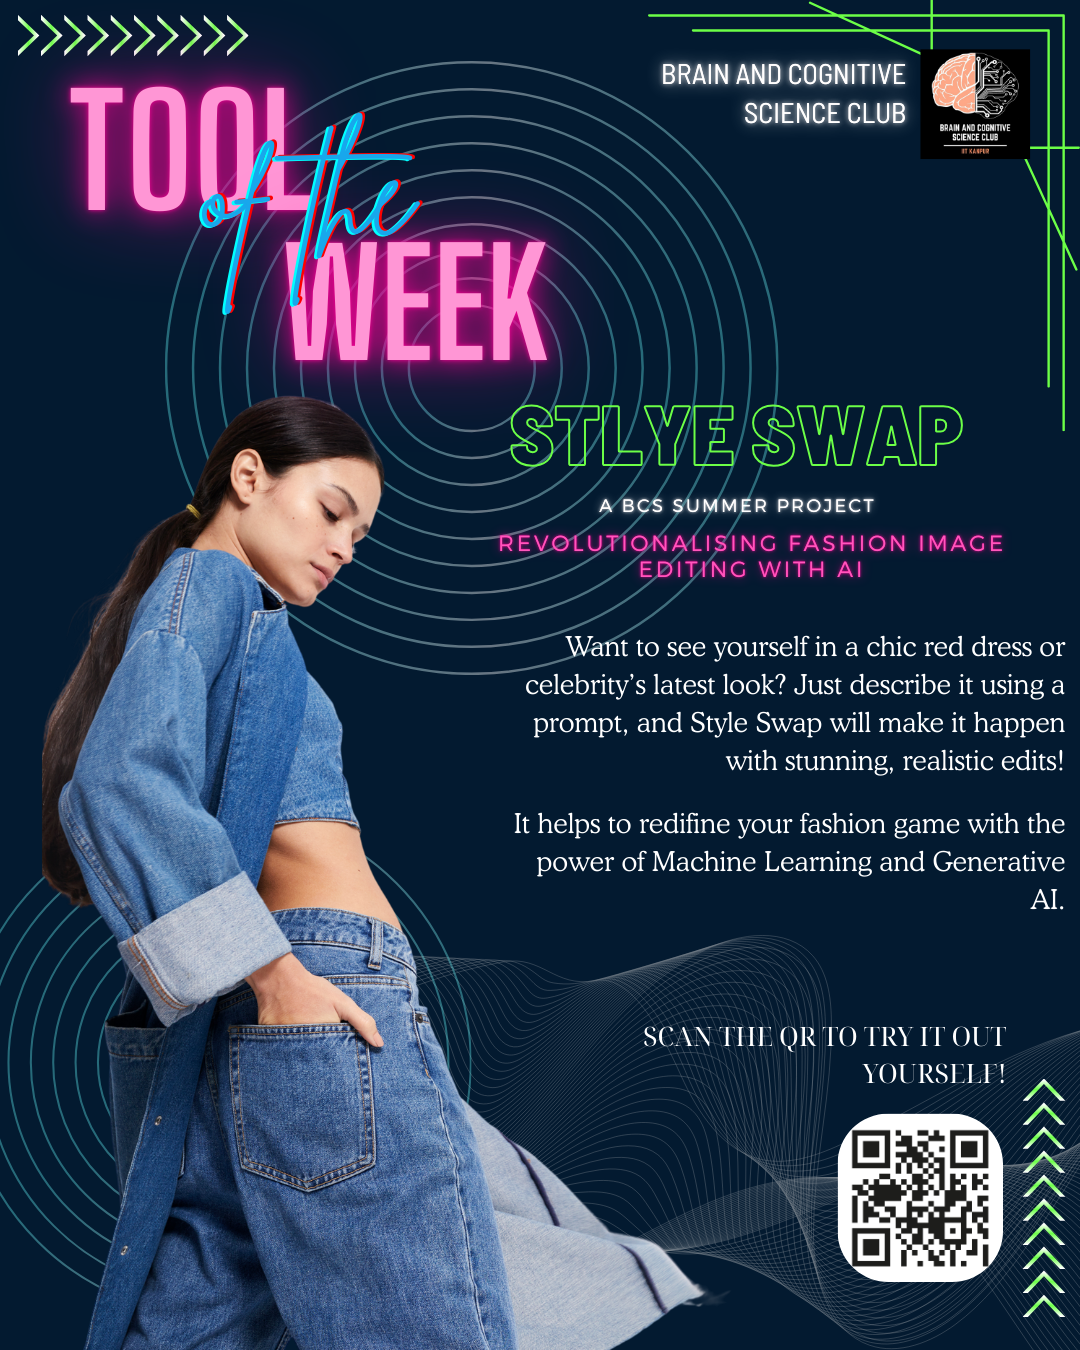 TOOL
of the
WEEK
BRAIN AND COGNITIVE
SCIENCE CLUB
BRAIN AND COGNITIVE
SCIENCE CLUB
IIT KANPUR
STLYE SWAP
A BCS SUMMER PROJECT
REVOLUTIONALISING FASHION IMAGE
EDITING WITH AI
Want to see yourself in a chic red dress or
celebrity’s latest look? Just describe it using a
prompt, and Style Swap will make it happen
with stunning, realistic edits!
It helps to redifine your fashion game with the
power of Machine Learning and Generative
AI.
SCAN THE QR TO TRY IT OUT
YOURSELF!